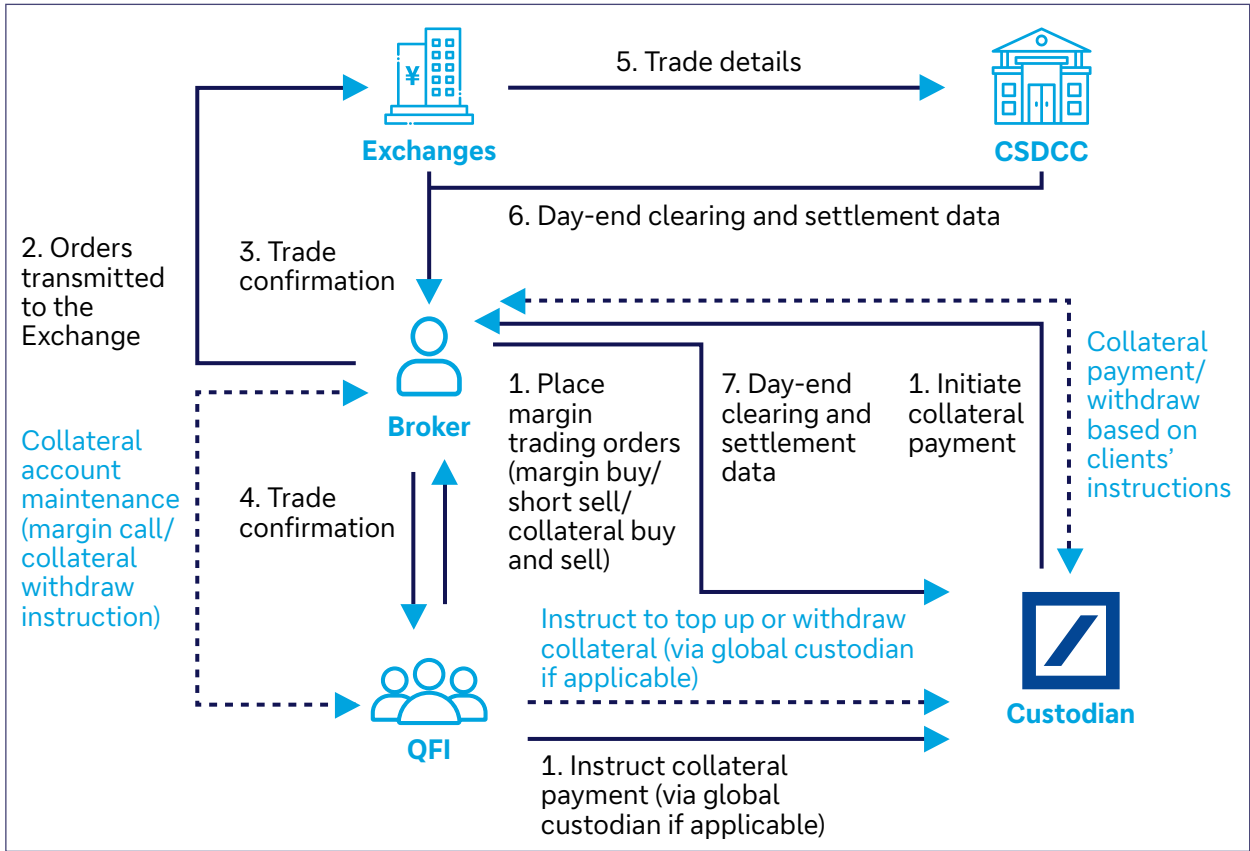 ¥
5. Trade details
Exchanges
CSDCC
6. Day-end clearing and settlement data
2. Orders
transmitted
to the
Exchange
3. Trade
confirmation
Broker
1. Place
margin
trading orders
(margin buy/
short sell/
collateral buy
and sell)
7. Day-end
clearing and
settlement
data
1. Initiate
collateral
payment
Collateral
payment/
withdraw
based on
clients’
instructions
Collateral
account
maintenance
(margin call/
collateral
withdraw
instruction)
4. Trade
confirmation
Instruct to top up or withdraw
collateral (via global custodian
if applicable)
QFI
Custodian
1. Instruct collateral
payment (via global
custodian if applicable)